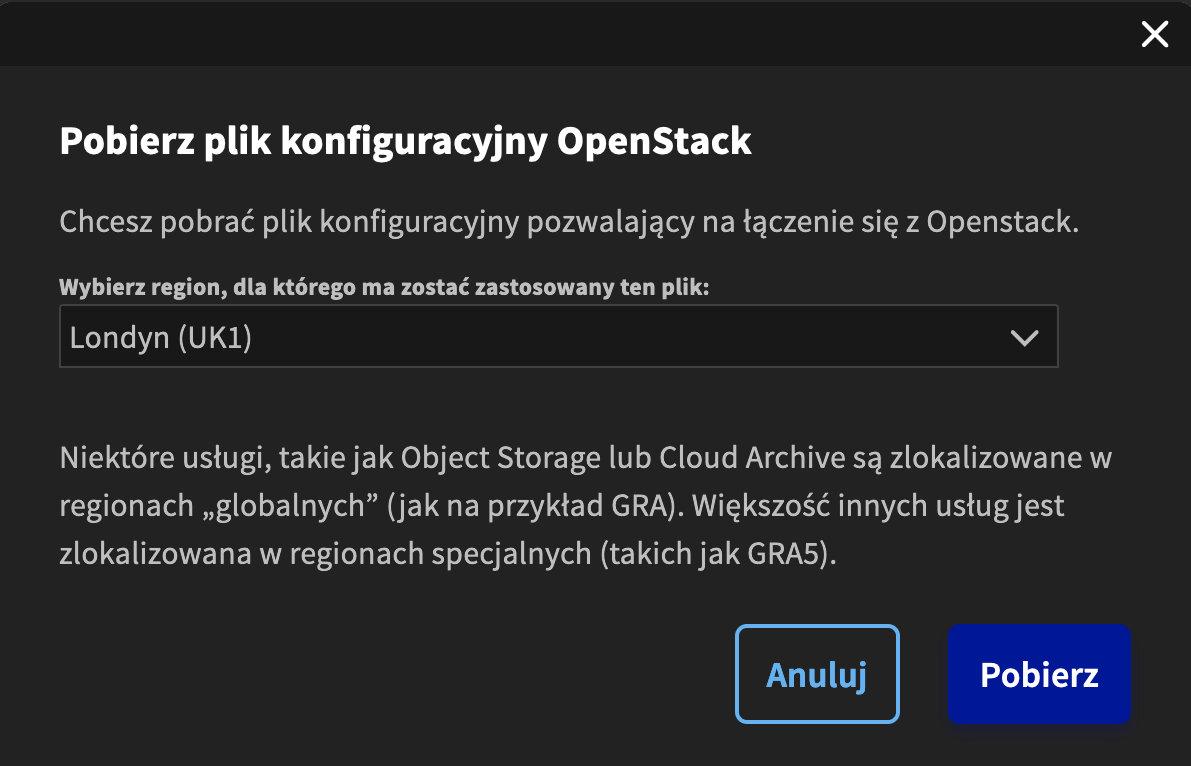 Pobierz plik konfiguracyjny OpenStack
Chcesz pobrać plik konfiguracyjny pozwalający na łączenie się z Openstack.
Wybierz region, dla którego ma zostać zastosowany ten plik:
Londyn (UK1)
Niektóre usługi, takie jak Object Storage lub Cloud Archive są zlokalizowane w
regionach „globalnych” (jak na przykład GRA). Większość innych usług jest
zlokalizowana w regionach specjalnych (takich jak GRA5).
Anuluj
Pobierz